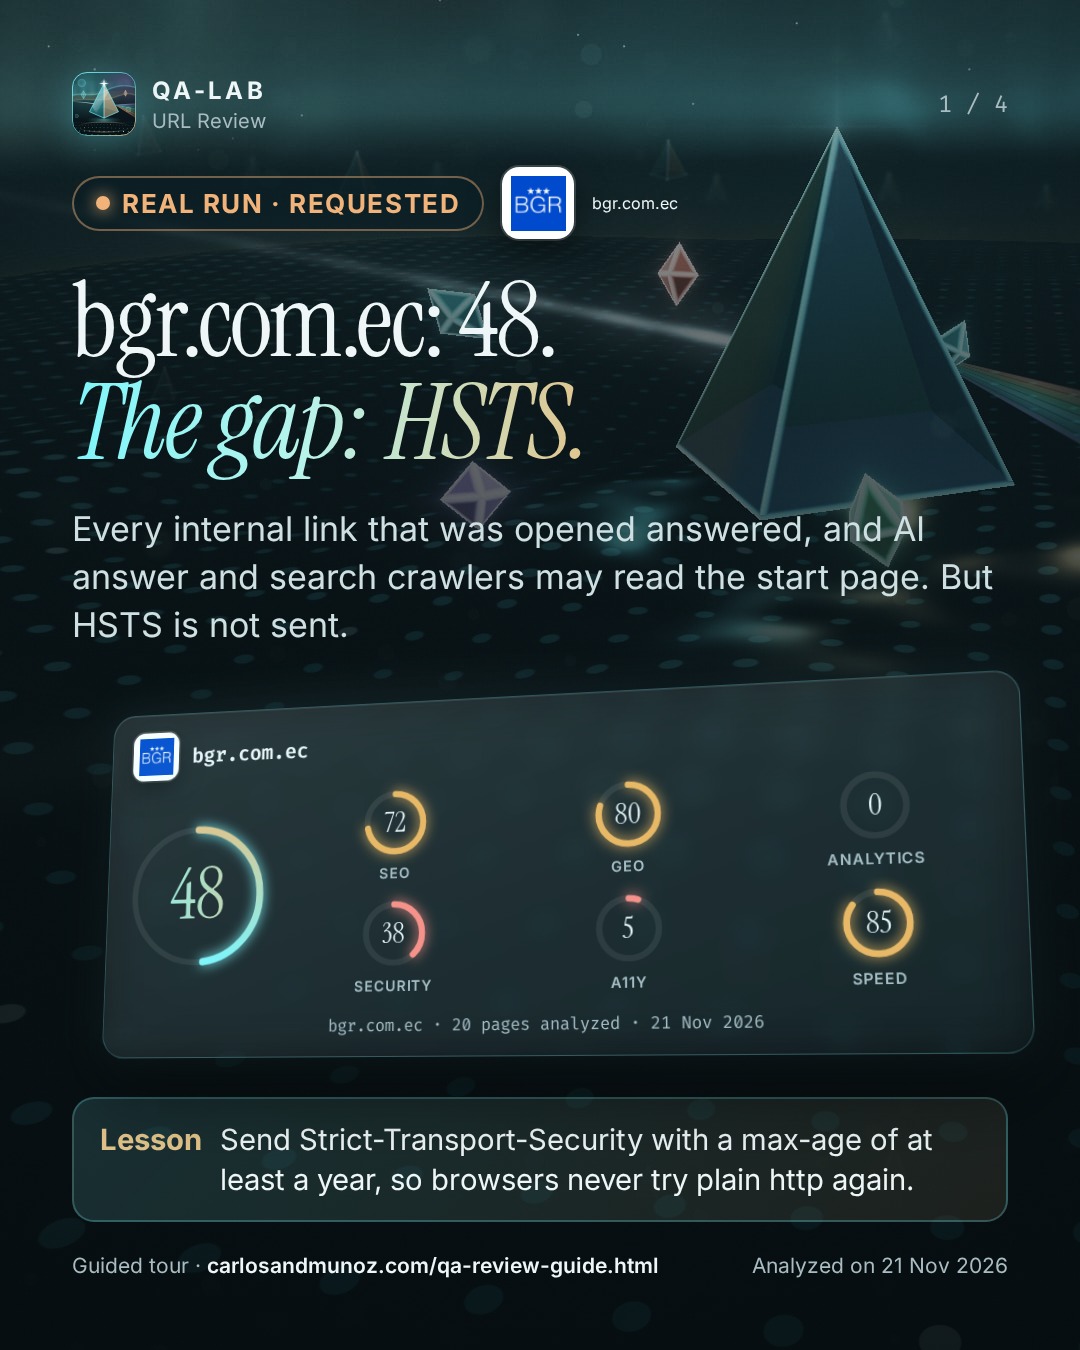 QA-LAB
URL Review
1 / 4
REAL RUN · REQUESTED
BGR
bgr.com.ec
bgr.com.ec: 48.
The gap: HSTS.
Every internal link that was opened answered, and AI
answer and search crawlers may read the start page. But
HSTS is not sent.
BGR
bgr.com.ec
48
72
SEO
80
GEO
0
ANALYTICS
38
SECURITY
5
A11Y
85
SPEED
bgr.com.ec · 20 pages analyzed · 21 Nov 2026
Lesson Send Strict-Transport-Security with a max-age of at
least a year, so browsers never try plain http again.
Guided tour · carlosandmunoz.com/qa-review-guide.html
Analyzed on 21 Nov 2026